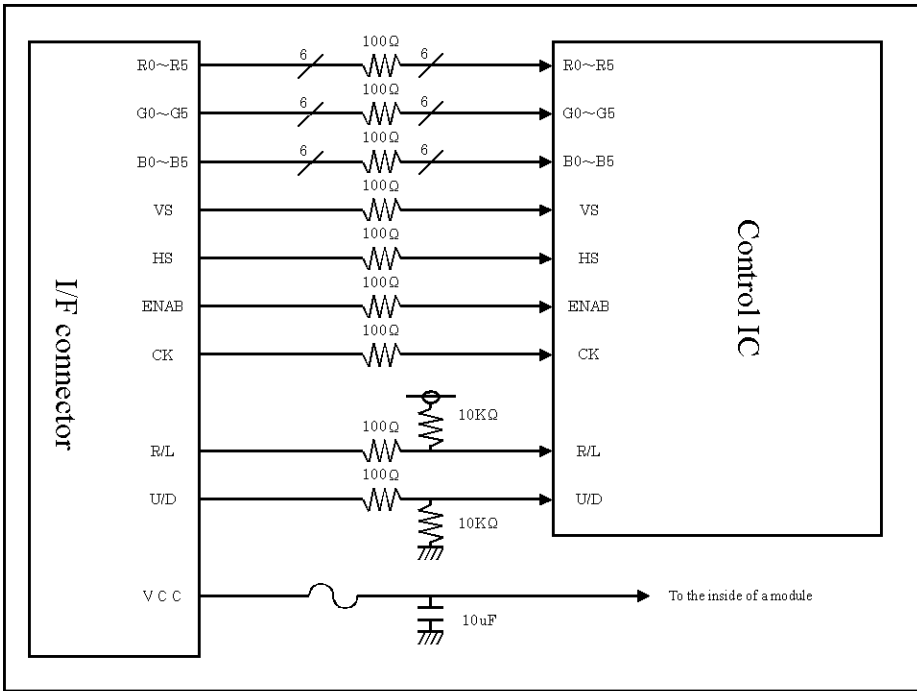 100Ω
R0～R5 6 6 R0～R5
100Ω
G0～G5 6 6 G0～G5
100Ω
B0～B5 6 6 B0～B5
100Ω
VS VS
100Ω
HS HS
100Ω
ENAB ENAB
100Ω
CK CK
I/F connector
Control IC
10KΩ
100Ω
R/L R/L
100Ω
U/D U/D
10KΩ
VCC To the inside of a module
10uF